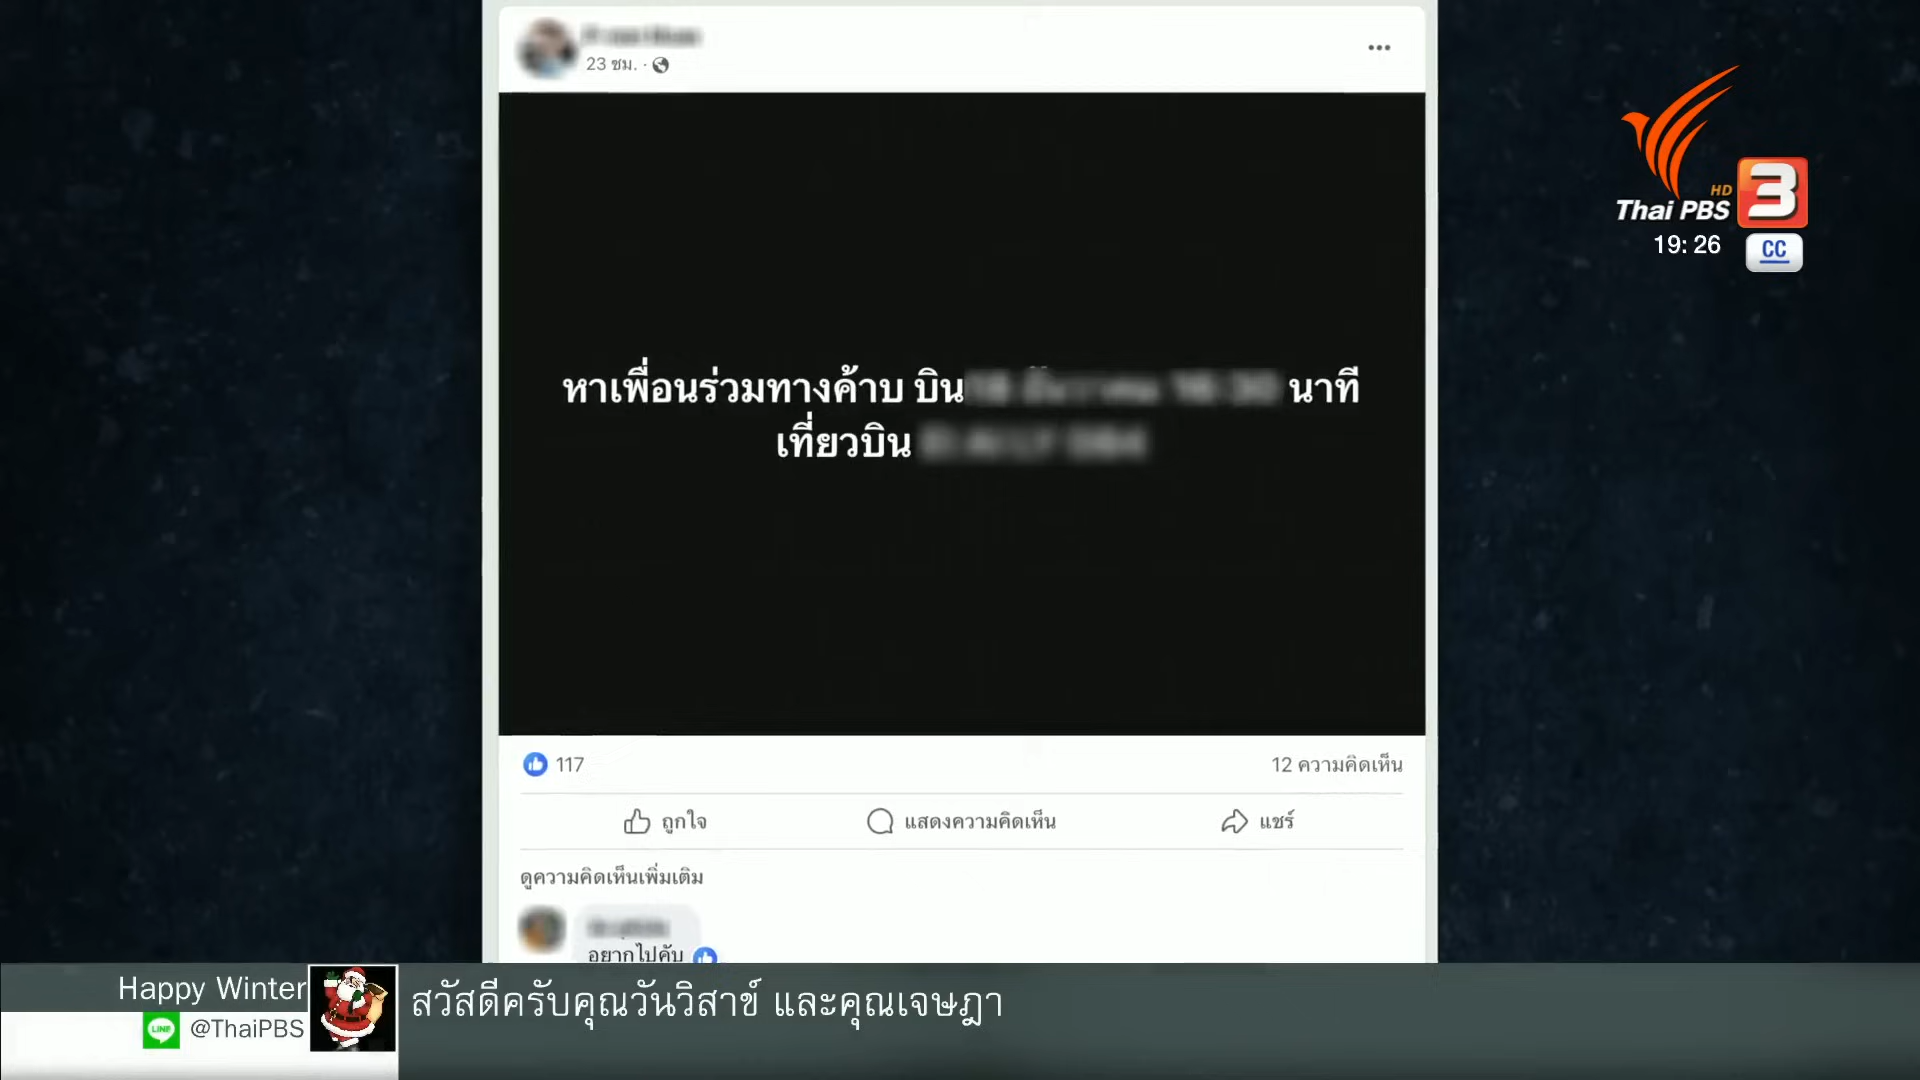 23 ชม. ·
หาเพื่อนร่วมทางค้าบ บิน นาที
เที่ยวบิน
117
12 ความคิดเห็น
ถูกใจ
แสดงความคิดเห็น
แชร์
ดูความคิดเห็นเพิ่มเติม
อยากไปคับ
HD
Thai PBS
3
19:26
CC
Happy Winter
LINE @ThaiPBS
สวัสดีครับคุณวันวิสาข์ และคุณเจษฎา